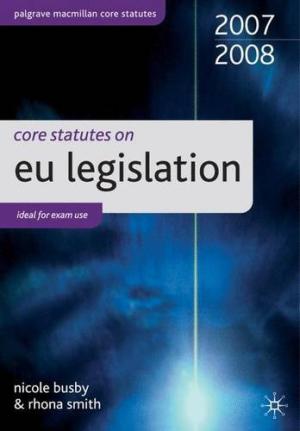 palgrave macmillan core statutes
2007
2008
core statutes on
eu legislation
ideal for exam use
nicole busby
& rhona smith